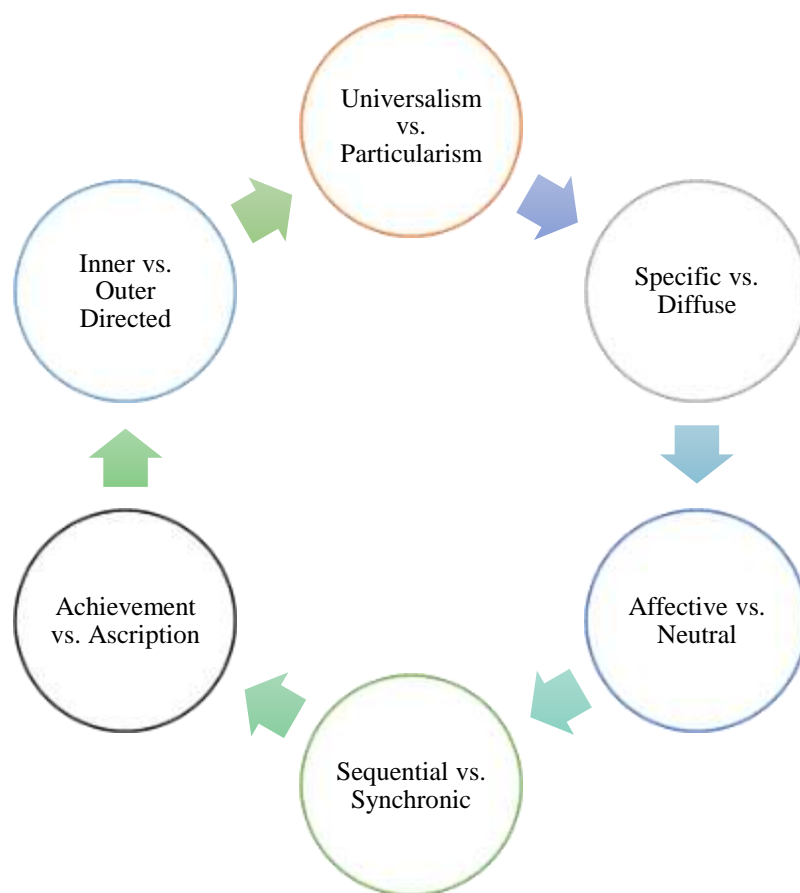 Universalism
vs.
Particularism
Specific vs.
Diffuse
Affective vs.
Neutral
Sequential vs.
Synchronic
Achievement
vs. Ascription
Inner vs.
Outer
Directed